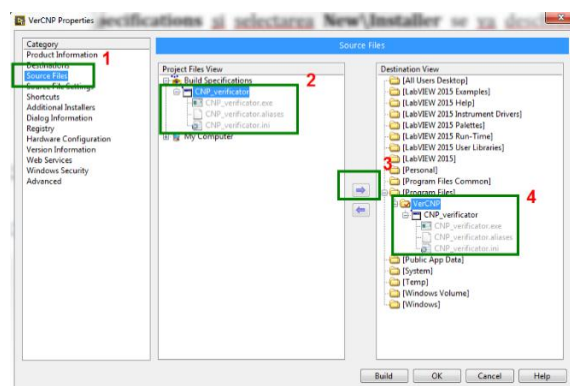 VerCNP Properties
ecifications și selectarea New\Installer se va desc
Category
Product Information
Destinations
Source Files
Source File Settings
Shortcuts
Additional Installers
Dialog Information
Registry
Hardware Configuration
Version Information
Web Services
Windows Security
Advanced
1
Source Files
Project Files View
Build Specifications
CNP_verificator
CNP_verificator.exe
CNP_verificator.aliases
CNP_verificator.ini
My Computer
2
3
Destination View
[All Users Desktop]
[LabVIEW 2015 Examples]
[LabVIEW 2015 Help]
[LabVIEW 2015 Instrument Drivers]
[LabVIEW 2015 Palettes]
[LabVIEW 2015 Run-Time]
[LabVIEW 2015 User Libraries]
[LabVIEW 2015]
[Personal]
[Program Files Common]
[Program Files]
VerCNP
CNP_verificator
CNP_verificator.exe
CNP_verificator.aliases
CNP_verificator.ini
[Public App Data]
[System]
[Temp]
[Windows Volume]
[Windows]
4
Build
OK
Cancel
Help